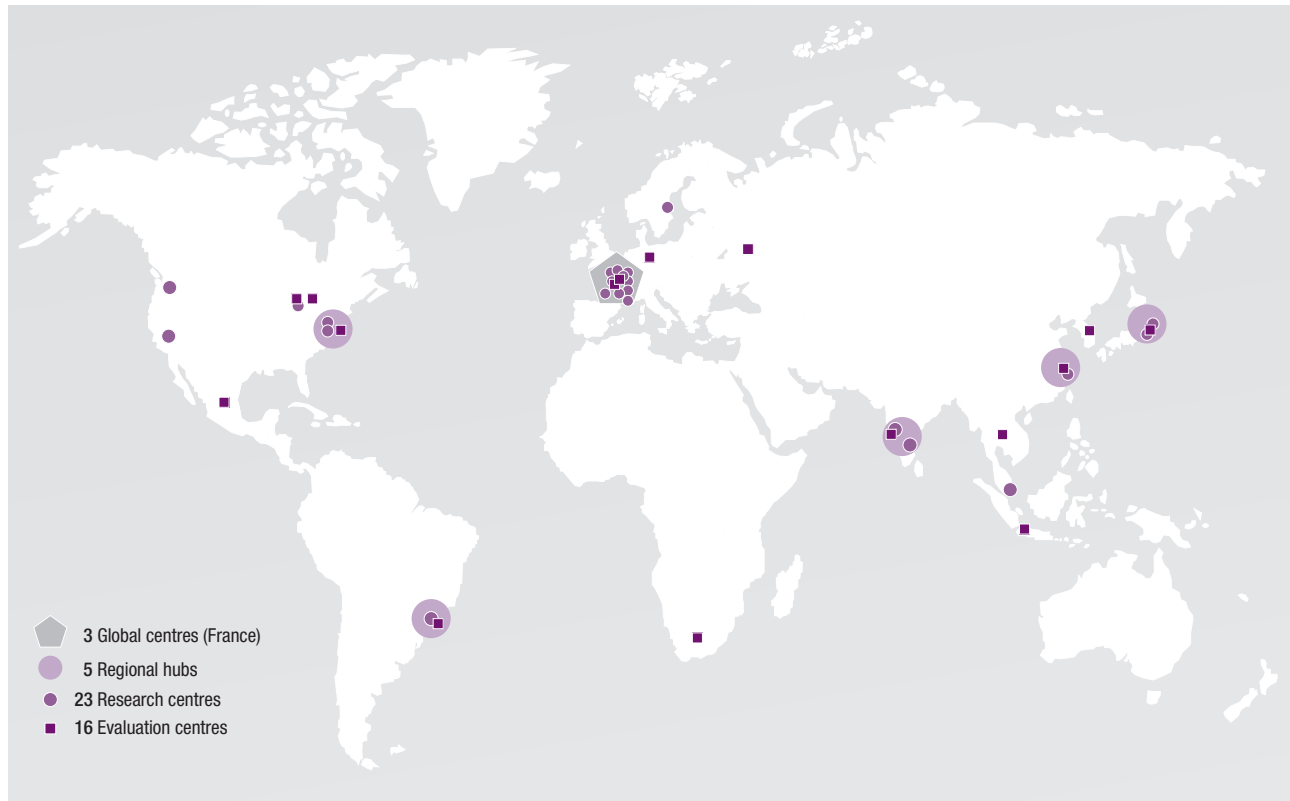 3 Global centres (France)
5 Regional hubs
23 Research centres
16 Evaluation centres